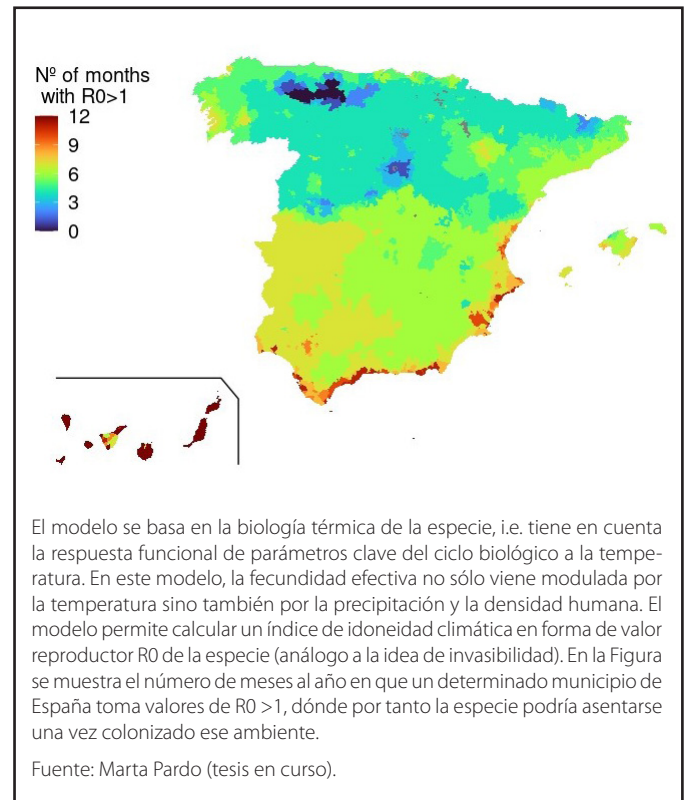 Nº of months
with R0>1
12
9
6
3
0
El modelo se basa en la biología térmica de la especie, i.e. tiene en cuenta
la respuesta funcional de parámetros clave del ciclo biológico a la tempe-
ratura. En este modelo, la fecundidad efectiva no sólo viene modulada por
la temperatura sino también por la precipitación y la densidad humana. El
modelo permite calcular un índice de idoneidad climática en forma de valor
reproductor R0 de la especie (análogo a la idea de invasibilidad). En la Figura
se muestra el número de meses al año en que un determinado municipio de
España toma valores de R0 >1, dónde por tanto la especie podría asentarse
una vez colonizado ese ambiente.
Fuente: Marta Pardo (tesis en curso).